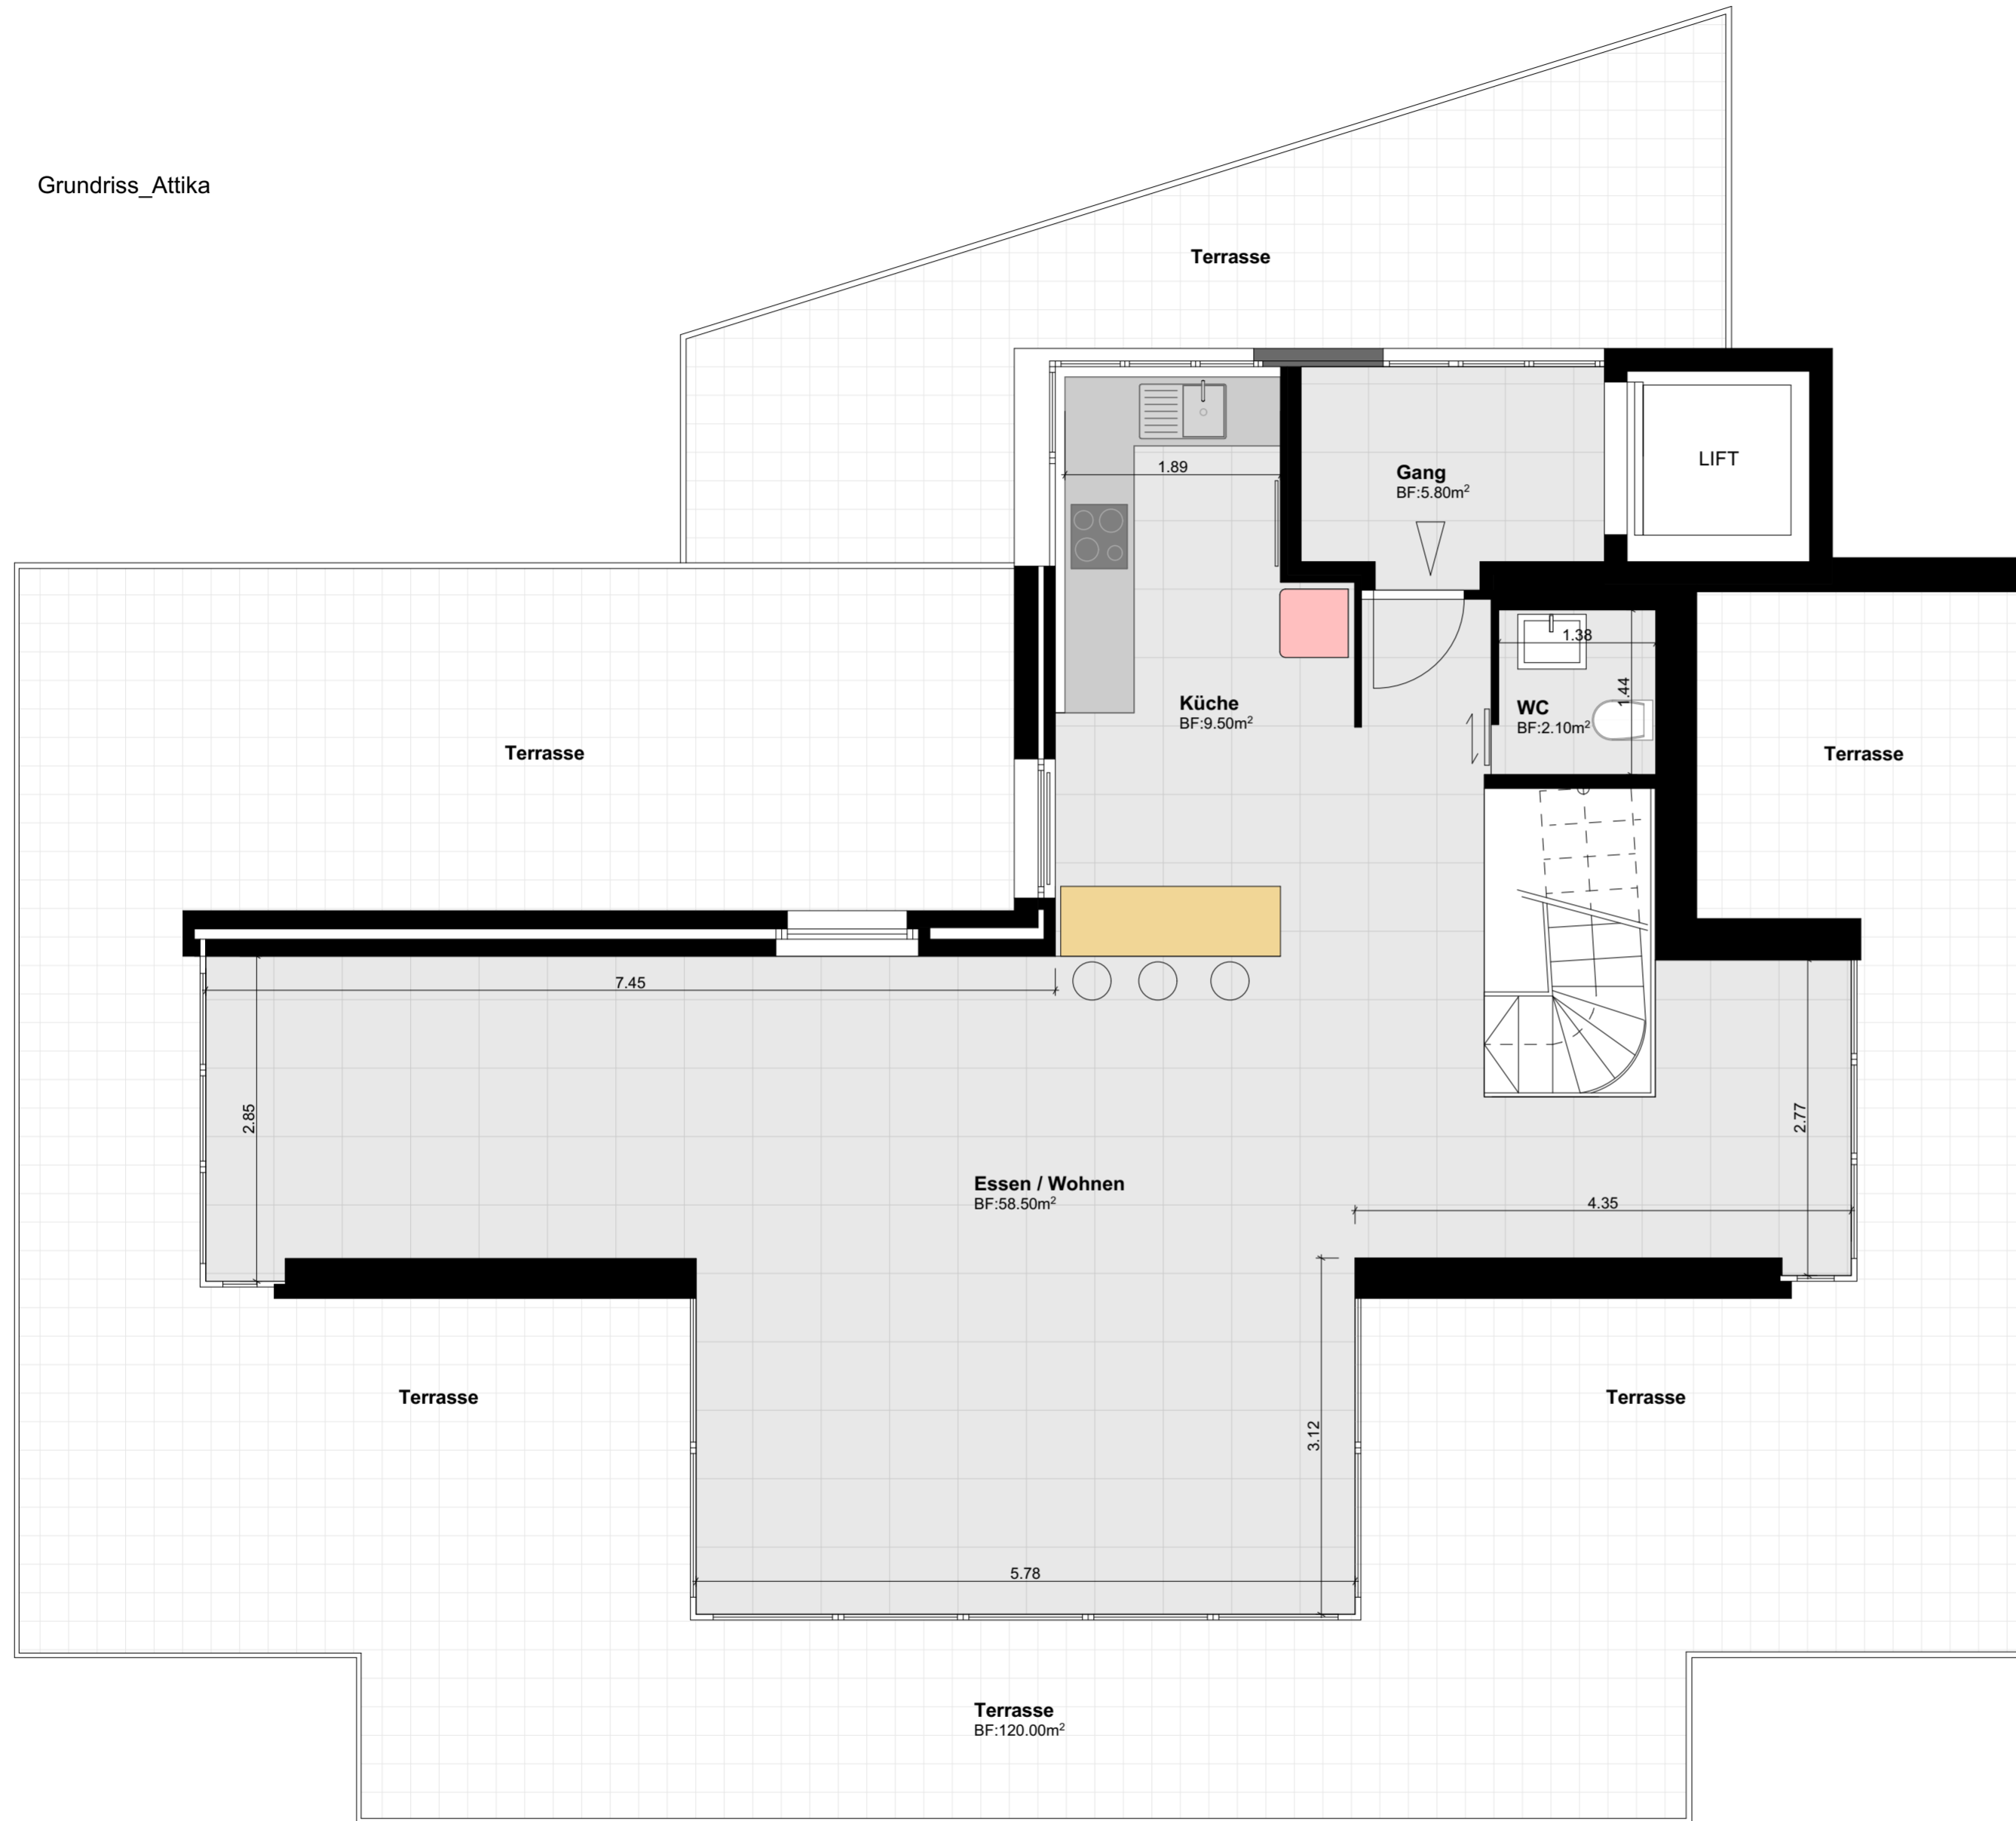 Grundriss_Attika
Terrasse
LIFT
1.89
Gang
BF:5.80m²
1.38
1.44
Küche
BF:9.50m²
WC
BF:2.10m²
Terrasse
Terrasse
7.45
2.85
2.77
Essen / Wohnen
BF:58.50m²
4.35
Terrasse
Terrasse
3.12
5.78
Terrasse
BF:120.00m²